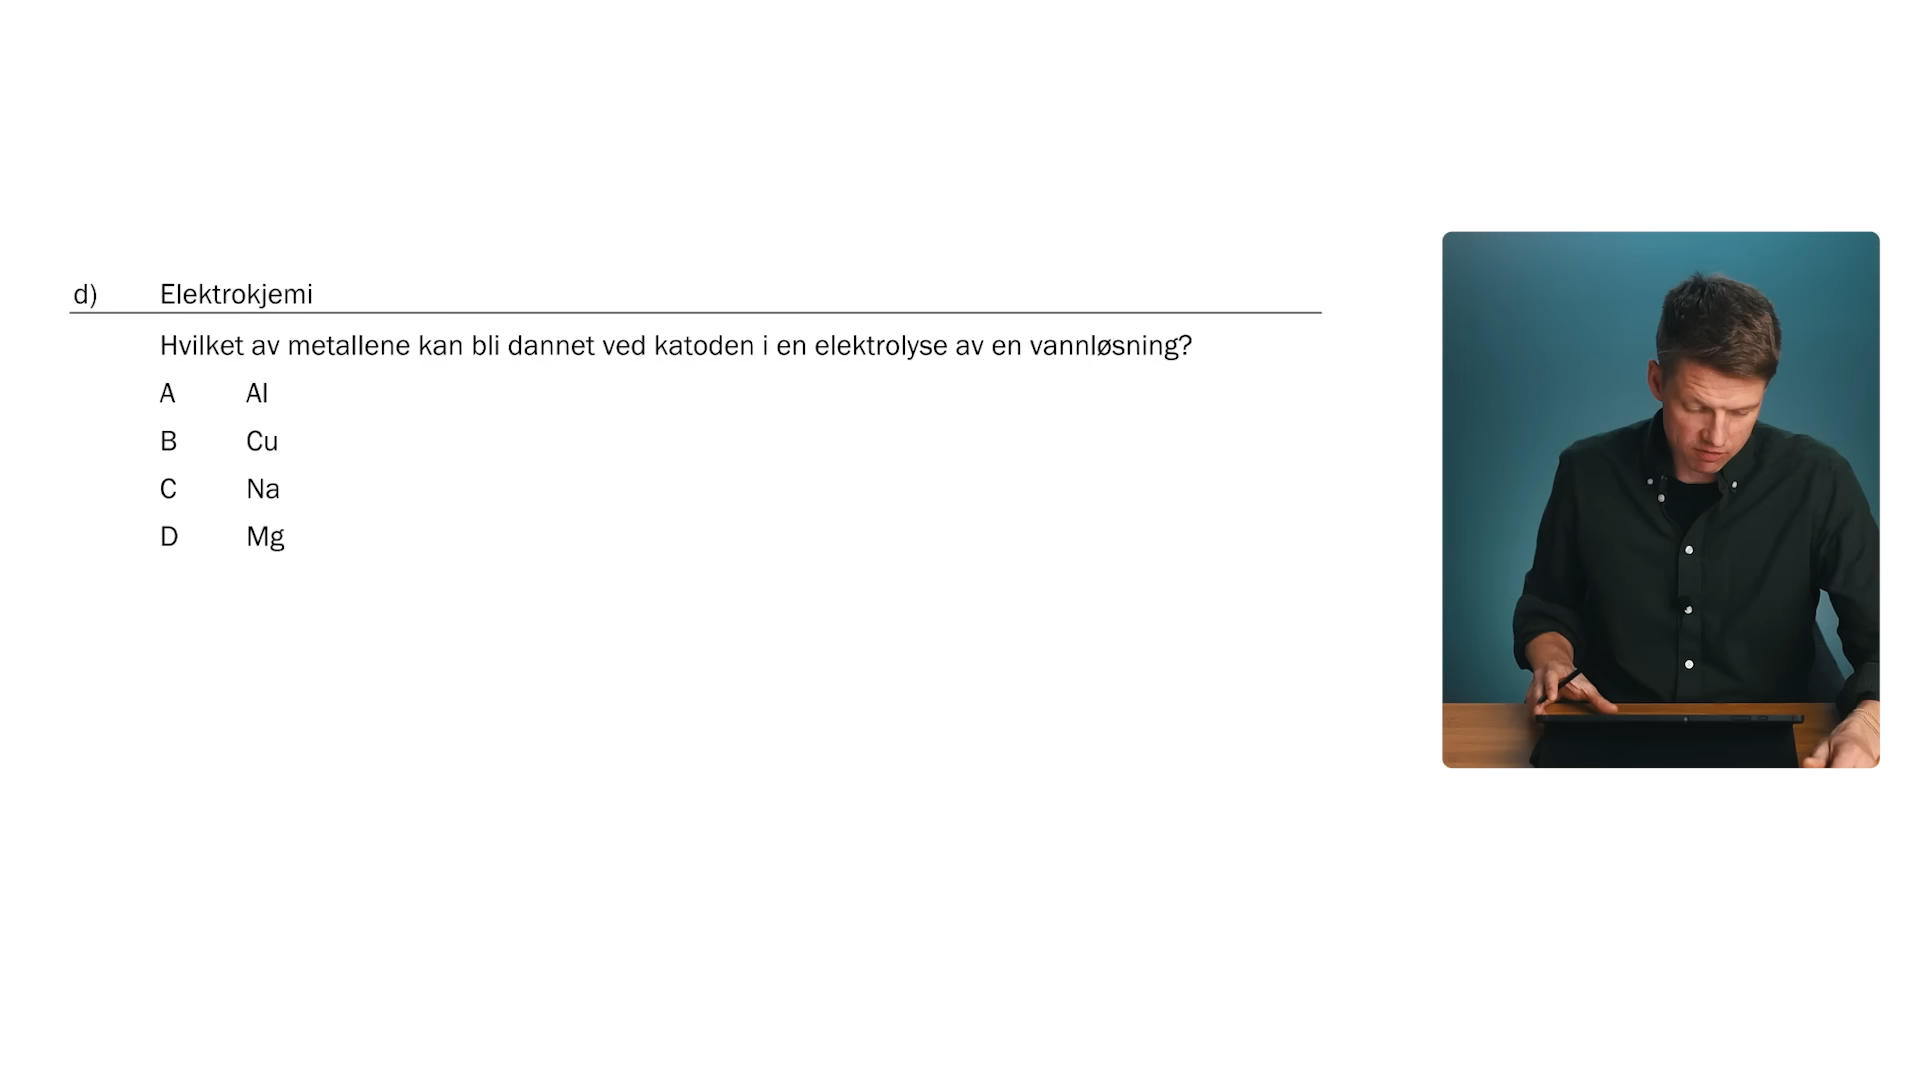 d) Elektrokjemi
Hvilket av metallene kan bli dannet ved katoden i en elektrolyse av en vannløsning?
A Al
B Cu
C Na
D Mg